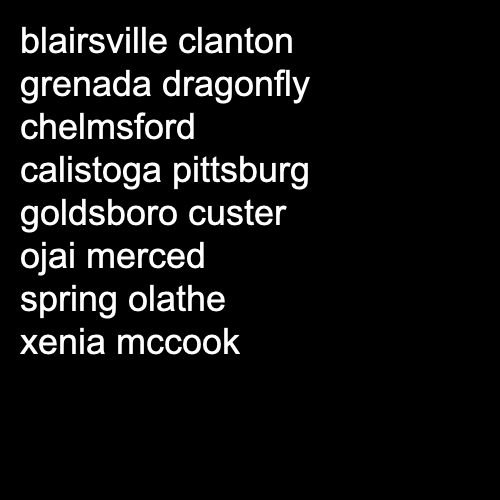 blairsville clanton
grenada dragonfly
chelmsford
calistoga pittsburg
goldsboro custer
ojai merced
spring olathe
xenia mccook